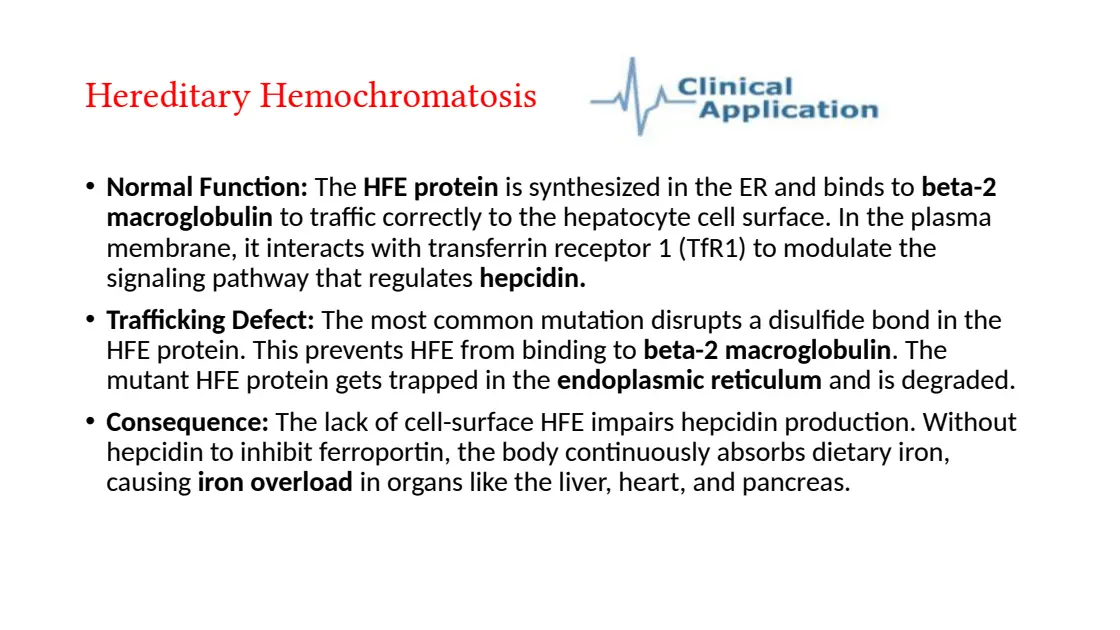 Hereditary Hemochromatosis
Clinical
Application
• Normal Function: The HFE protein is synthesized in the ER and binds to beta-2
macroglobulin to traffic correctly to the hepatocyte cell surface. In the plasma
membrane, it interacts with transferrin receptor 1 (TfR1) to modulate the
signaling pathway that regulates hepcidin.
• Trafficking Defect: The most common mutation disrupts a disulfide bond in the
HFE protein. This prevents HFE from binding to beta-2 macroglobulin. The
mutant HFE protein gets trapped in the endoplasmic reticulum and is degraded.
• Consequence: The lack of cell-surface HFE impairs hepcidin production. Without
hepcidin to inhibit ferroportin, the body continuously absorbs dietary iron,
causing iron overload in organs like the liver, heart, and pancreas.